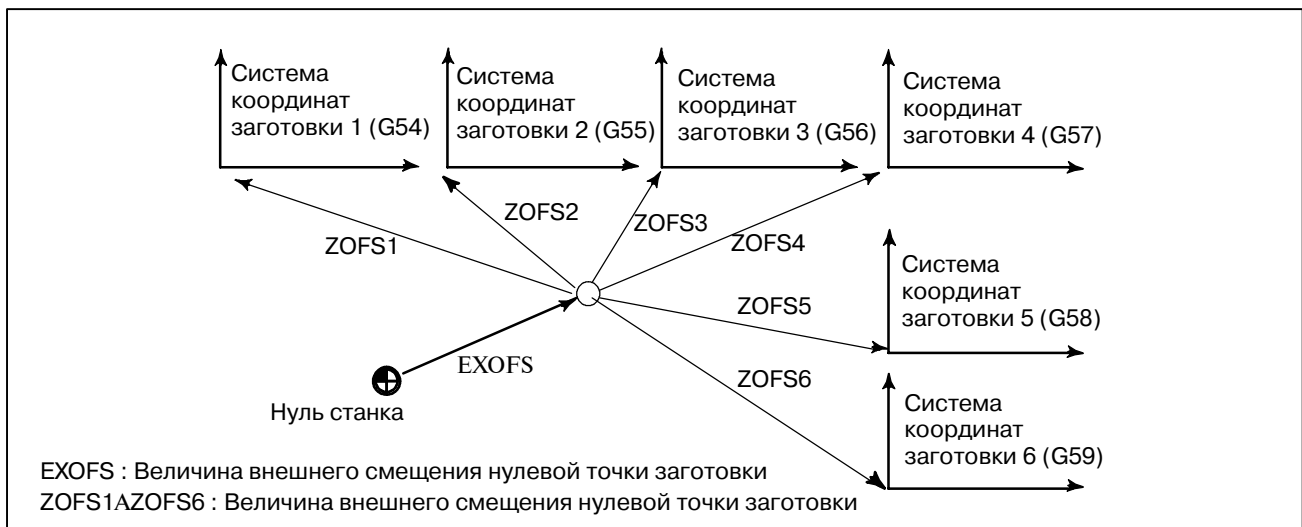 Система
координат
заготовки 1 (G54)
Система
координат
заготовки 2 (G55)
Система
координат
заготовки 3 (G56)
Система
координат
заготовки 4 (G57)
ZOFS1
ZOFS2
ZOFS3
ZOFS4
ZOFS5
Система
координат
заготовки 5 (G58)
EXOFS
ZOFS6
Нуль станка
Система
координат
заготовки 6 (G59)
EXOFS : Величина внешнего смещения нулевой точки заготовки
ZOFS1AZOFS6 : Величина внешнего смещения нулевой точки заготовки